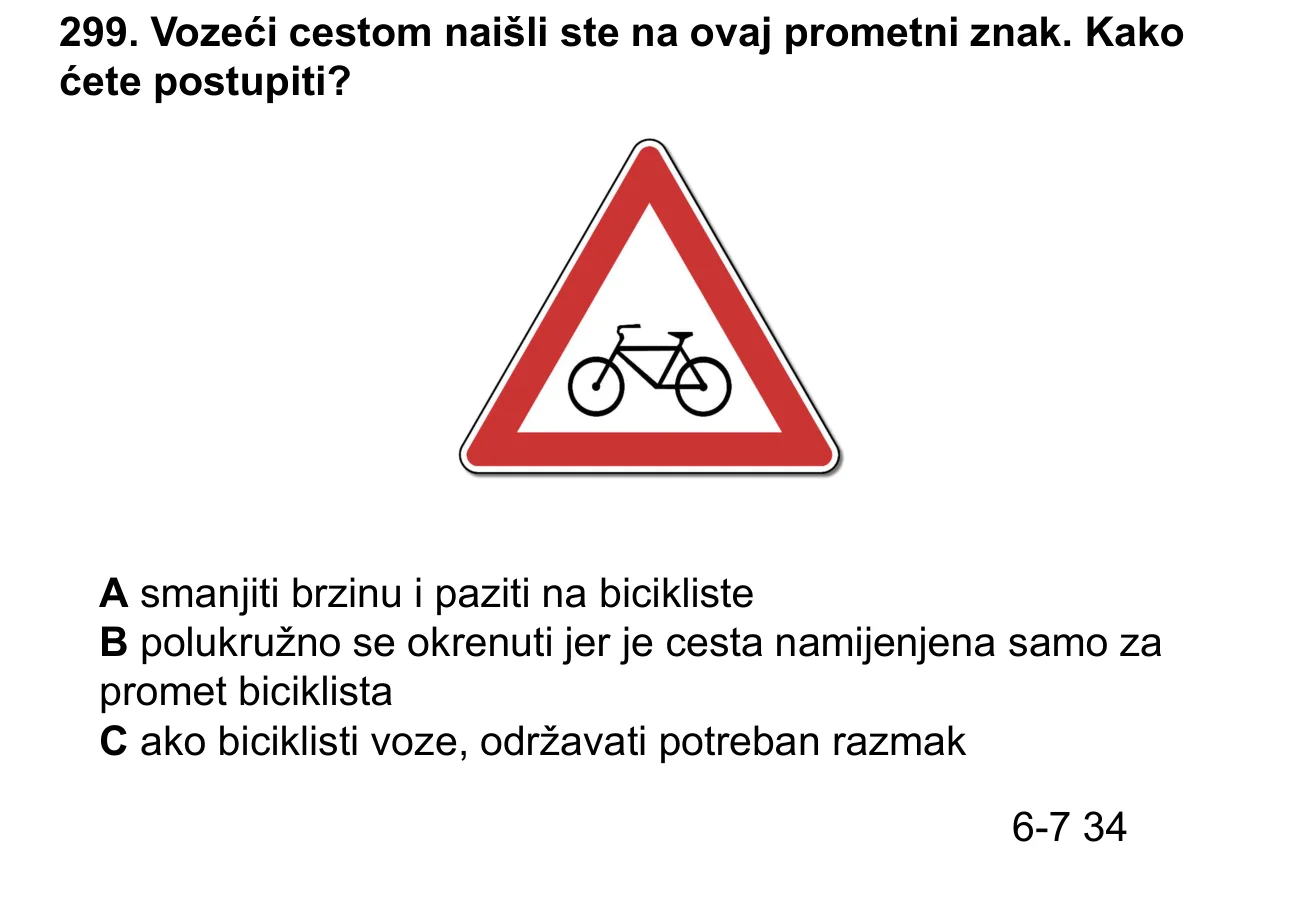 299. Vozeći cestom naišli ste na ovaj prometni znak. Kako
ćete postupiti?
A smanjiti brzinu i paziti na bicikliste
B polukružno se okrenuti jer je cesta namijenjena samo za
promet biciklista
C ako biciklisti voze, održavati potreban razmak
6-7 34